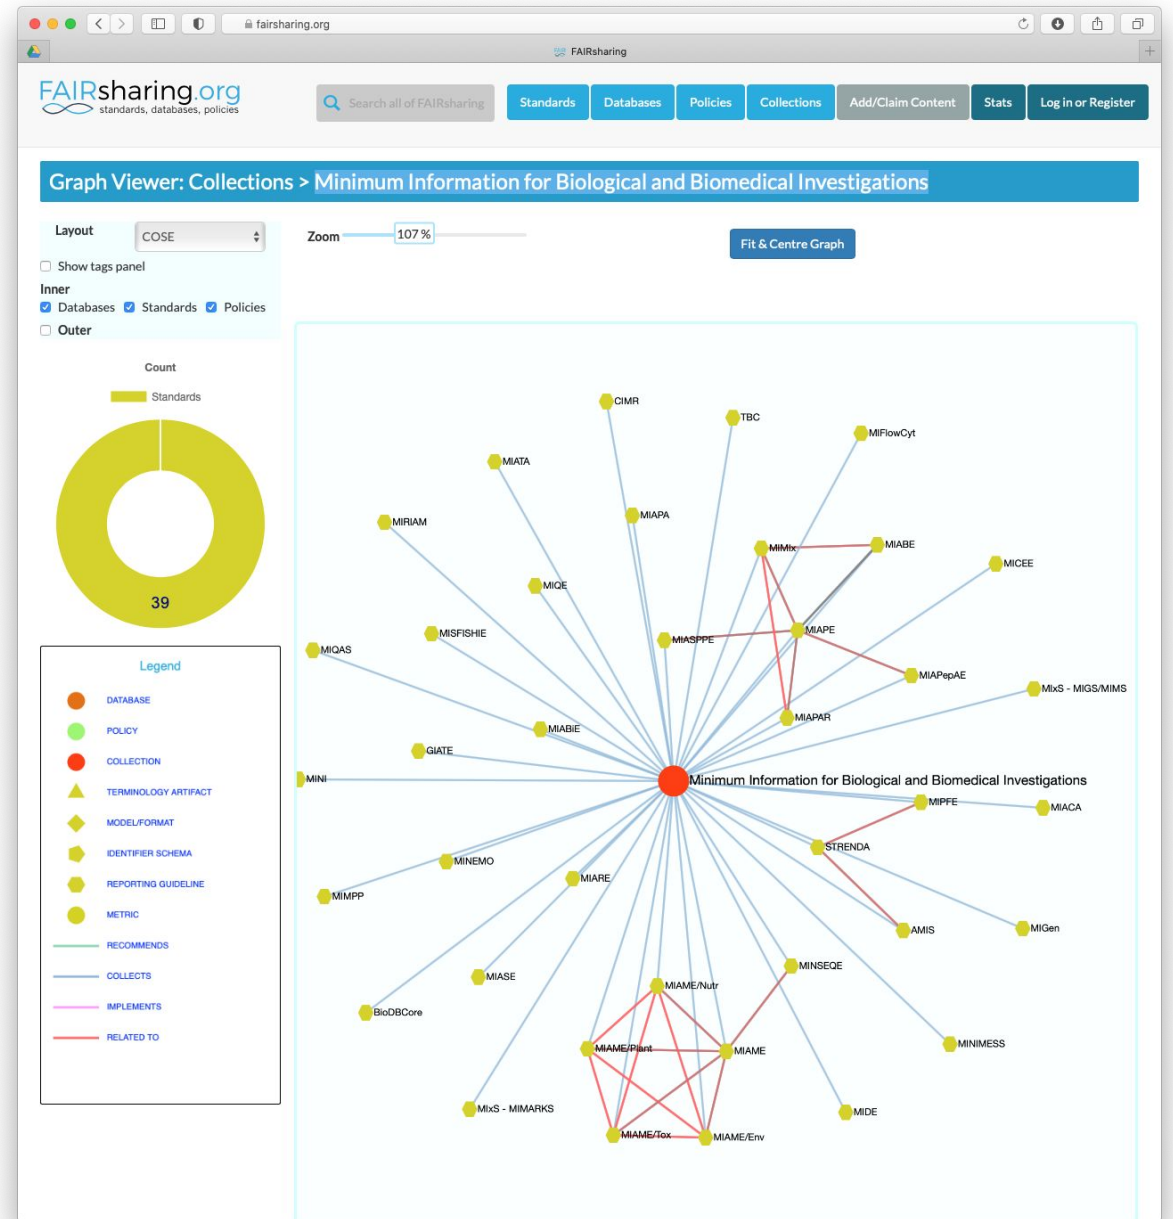 fairsharing.org
FAIRsharing
FAIRsharing.org
standards, databases, policies
Search all of FAIRsharing
Standards
Databases
Policies
Collections
Add/Claim Content
Stats
Log in or Register
Graph Viewer: Collections > Minimum Information for Biological and Biomedical Investigations
Layout
COSE
Zoom
107 %
Fit & Centre Graph
Show tags panel
Inner
Databases
Standards
Policies
Outer
Count
Standards
39
Legend
DATABASE
POLICY
COLLECTION
TERMINOLOGY ARTIFACT
MODEL/FORMAT
IDENTIFIER SCHEMA
REPORTING GUIDELINE
METRIC
RECOMMENDS
COLLECTS
IMPLEMENTS
RELATED TO
CIMR
TBC
MIFlowCyt
MIATA
MIAPA
MIRIAM
MIMIx
MIABE
MICEE
MIQE
MISFISHIE
MIASPPE
MIAPE
MIQAS
MIAPepAE
MIxS - MIGS/MIMS
MIAPAR
MIABiE
GIATE
MINI
Minimum Information for Biological and Biomedical Investigations
MIPFE
MIACA
STRENDA
MINEMO
MIARE
MIMPP
AMIS
MIGen
MINSEQE
MIASE
MIAME/Nutr
BioDBCore
MIAME/Plant
MIAME
MINIMESS
MIxS - MIMARKS
MIDE
MIAME/Tox
MIAME/Env